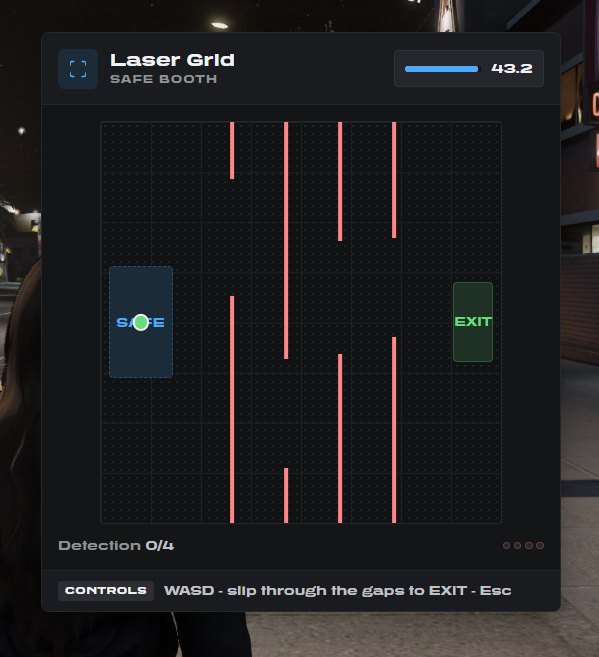 Laser Grid
SAFE BOOTH
43.2
SAFE
EXIT
Detection 0/4
CONTROLS WASD - slip through the gaps to EXIT - Esc